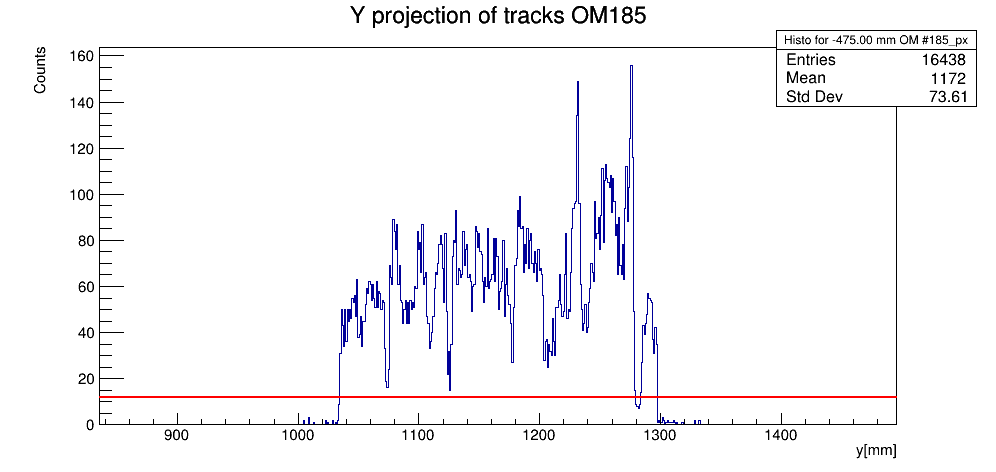 Y projection of tracks OM185
Histo for -475.00 mm OM #185_px
Entries 16438
Mean 1172
Std Dev 73.61
Counts
160
140
120
100
80
60
40
20
0
900 1000 1100 1200 1300 1400
y[mm]